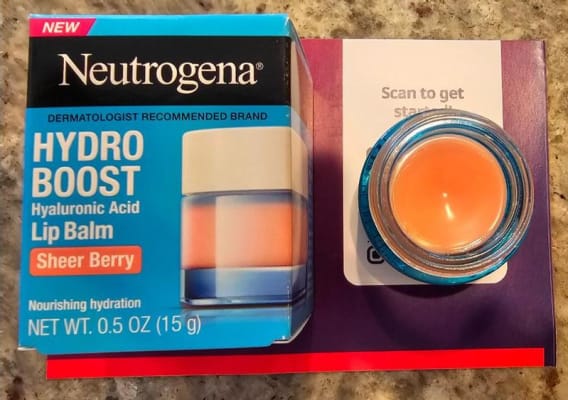 NEW
Neutrogena®
DERMATOLOGIST RECOMMENDED BRAND
HYDRO
BOOST
Hyaluronic Acid
Lip Balm
Sheer Berry
Nourishing hydration
NET WT. 0.5 OZ (15 g)
Scan to get